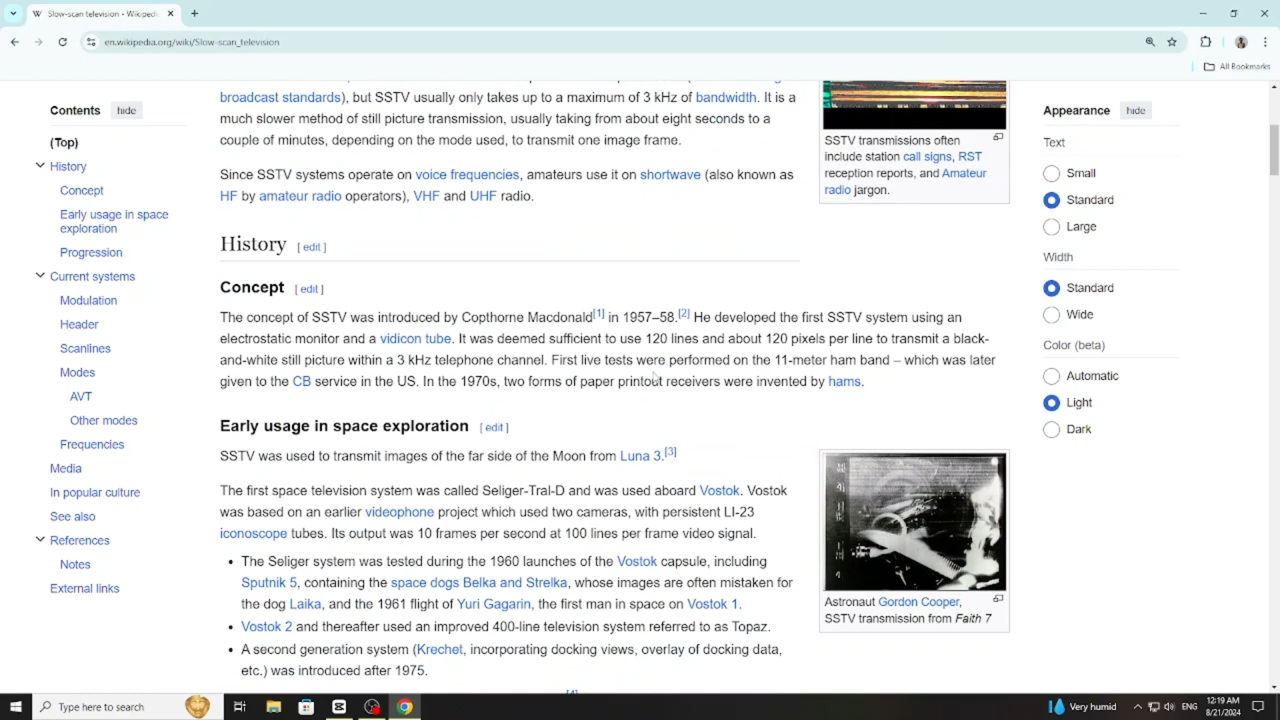 Slow-scan television - Wikipedi
en.wikipedia.org/wiki/Slow-scan_television
All Bookmarks
Contents hide
(Top)
History
Concept
Early usage in space
exploration
Progression
Current systems
Modulation
Header
Scanlines
Modes
AVT
Other modes
Frequencies
Media
In popular culture
See also
References
Notes
External links
broadcast standards), but SSTV usually only takes up to a maximum of 3 kHz of bandwidth. It is a
much slower method of still picture transmission, usually taking from about eight seconds to a
couple of minutes, depending on the mode used, to transmit one image frame.
Since SSTV systems operate on voice frequencies, amateurs use it on shortwave (also known as
HF by amateur radio operators), VHF and UHF radio.
SSTV transmissions often
include station call signs, RST
reception reports, and Amateur
radio jargon.
History [ edit ]
Concept [ edit ]
The concept of SSTV was introduced by Copthorne Macdonald[1] in 1957–58.[2] He developed the first SSTV system using an
electrostatic monitor and a vidicon tube. It was deemed sufficient to use 120 lines and about 120 pixels per line to transmit a black-
and-white still picture within a 3 kHz telephone channel. First live tests were performed on the 11-meter ham band – which was later
given to the CB service in the US. In the 1970s, two forms of paper printout receivers were invented by hams.
Early usage in space exploration [ edit ]
SSTV was used to transmit images of the far side of the Moon from Luna 3.[3]
The first space television system was called Seliger-Tral-D and was used aboard Vostok. Vostok
was based on an earlier videophone project which used two cameras, with persistent LI-23
iconoscope tubes. Its output was 10 frames per second at 100 lines per frame video signal.
• The Seliger system was tested during the 1960 launches of the Vostok capsule, including
Sputnik 5, containing the space dogs Belka and Strelka, whose images are often mistaken for
the dog Laika, and the 1961 flight of Yuri Gagarin, the first man in space on Vostok 1.
• Vostok 2 and thereafter used an improved 400-line television system referred to as Topaz.
• A second generation system (Krechet, incorporating docking views, overlay of docking data,
etc.) was introduced after 1975.
Astronaut Gordon Cooper,
SSTV transmission from Faith 7
Appearance hide
Text
Small
Standard
Large
Width
Standard
Wide
Color (beta)
Automatic
Light
Dark
Type here to search
Very humid
ENG
12:19 AM
8/21/2024